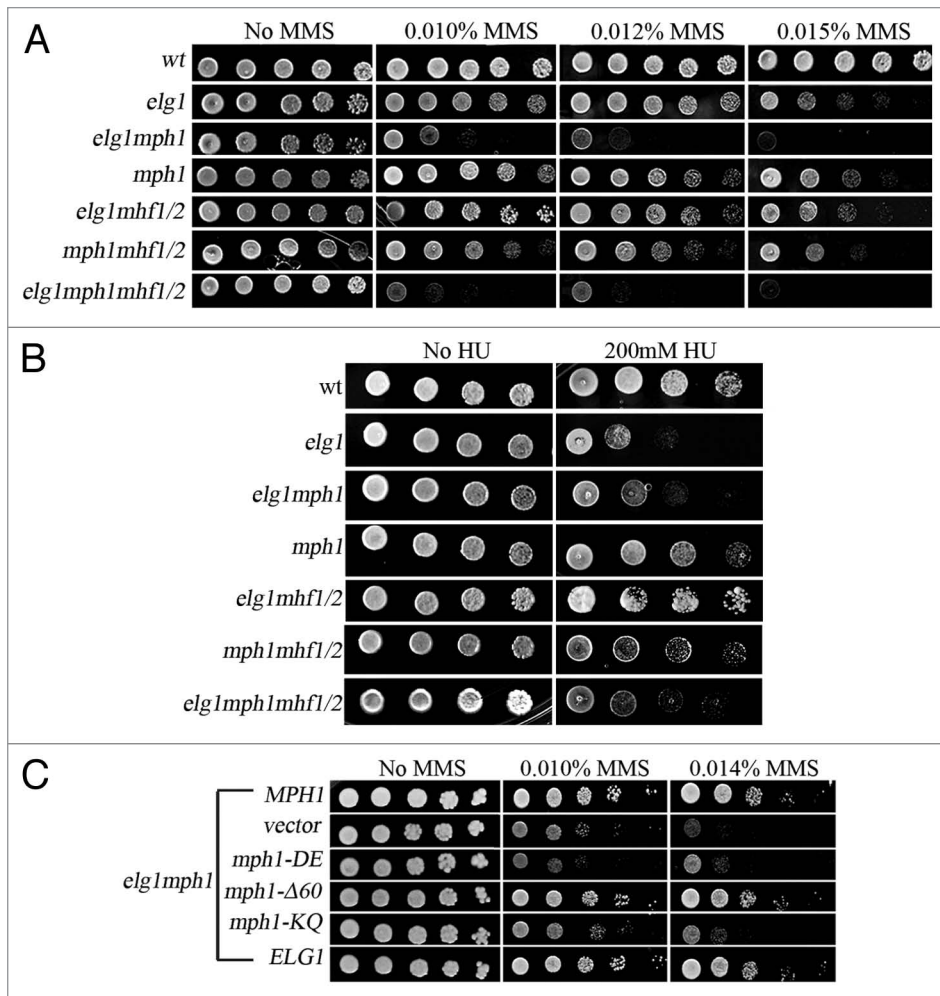 A
No MMS 0.010% MMS 0.012% MMS 0.015% MMS
wt
elg1
elg1mph1
mph1
elg1mhf1/2
mph1mhf1/2
elg1mph1mhf1/2
B
No HU 200mM HU
wt
elg1
elg1mph1
mph1
elg1mhf1/2
mph1mhf1/2
elg1mph1mhf1/2
C
No MMS 0.010% MMS 0.014% MMS
MPH1
vector
mph1-DE
elg1mph1
mph1-Δ60
mph1-KQ
ELG1